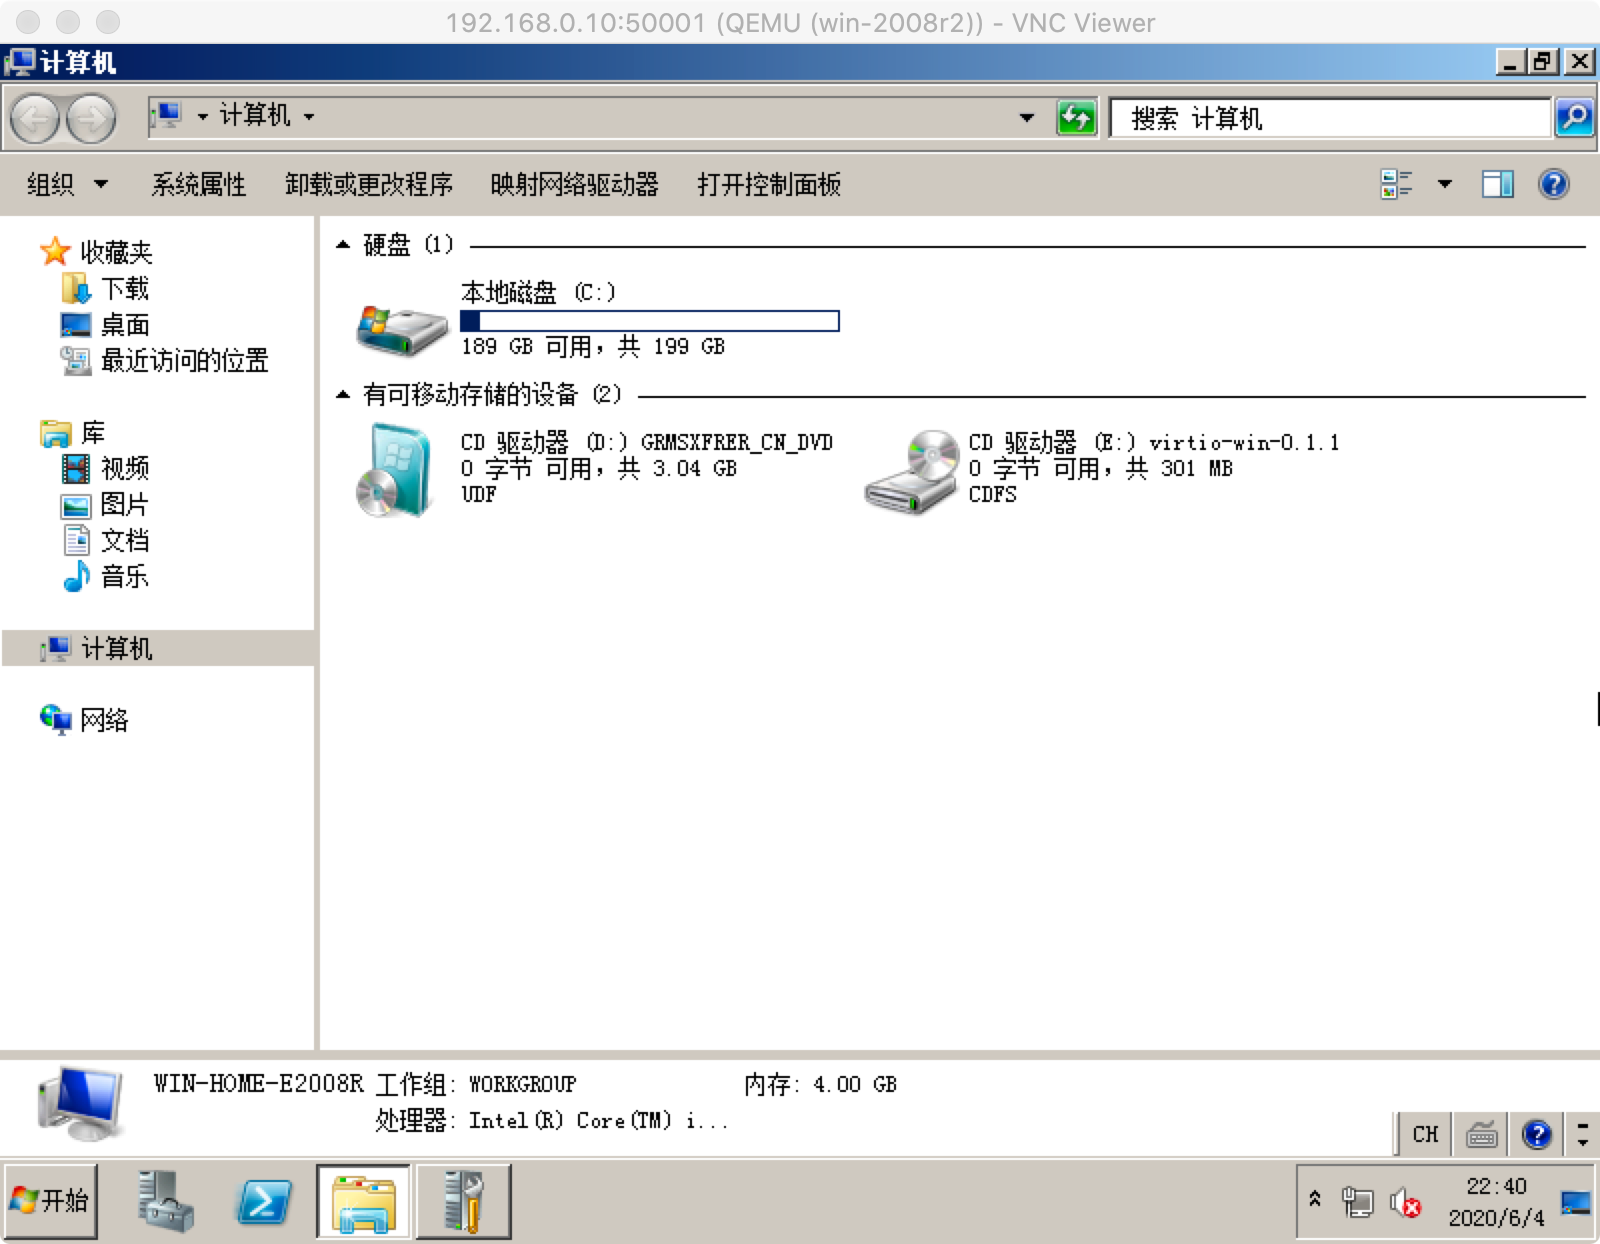 192.168.0.10:50001 (QEMU (win-2008r2)) - VNC Viewer
计算机
计算机
搜索 计算机
组织 系统属性 卸载或更改程序 映射网络驱动器 打开控制面板
收藏夹
下载
桌面
最近访问的位置
库
视频
图片
文档
音乐
计算机
网络
硬盘 (1)
本地磁盘 (C:)
189 GB 可用，共 199 GB
有可移动存储的设备 (2)
CD 驱动器 (D:) GRMSXFRER_CN_DVD
0 字节 可用，共 3.04 GB
UDF
CD 驱动器 (E:) virtio-win-0.1.1
0 字节 可用，共 301 MB
CDFS
WIN-HOME-E2008R 工作组: WORKGROUP 内存: 4.00 GB
处理器: Intel(R) Core(TM) i...
CH
开始
22:40
2020/6/4